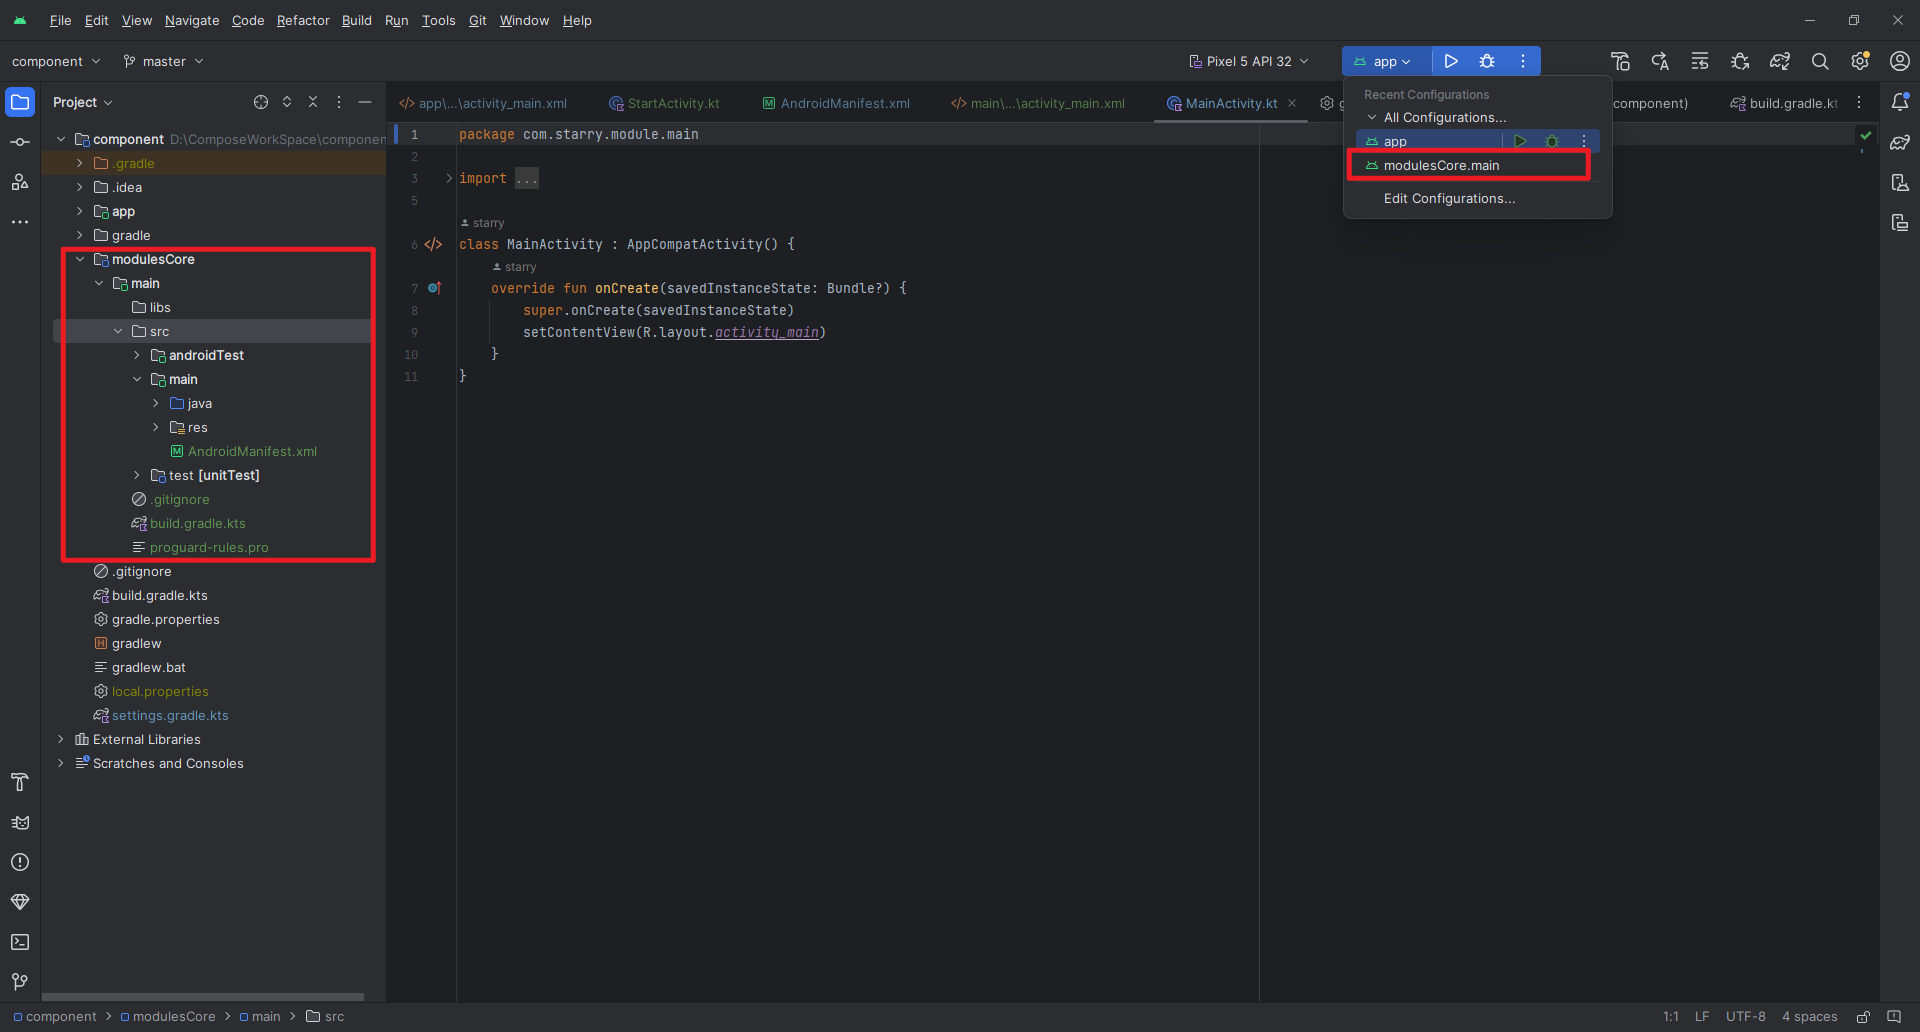 File Edit View Navigate Code Refactor Build Run Tools Git Window Help
component master Pixel 5 API 32 app
Project
app\...\activity_main.xml StartActivity.kt AndroidManifest.xml main\...\activity_main.xml MainActivity.kt component) build.gradle.kt
Recent Configurations
All Configurations...
app
modulesCore.main
Edit Configurations...
component D:\ComposeWorkSpace\componen
.gradle
.idea
app
gradle
modulesCore
main
libs
src
androidTest
main
java
res
AndroidManifest.xml
test [unitTest]
.gitignore
build.gradle.kts
proguard-rules.pro
.gitignore
build.gradle.kts
gradle.properties
gradlew
gradlew.bat
local.properties
settings.gradle.kts
External Libraries
Scratches and Consoles
1 package com.starry.module.main
2
3 import ...
5
starry
6 class MainActivity : AppCompatActivity() {
starry
7 override fun onCreate(savedInstanceState: Bundle?) {
8 super.onCreate(savedInstanceState)
9 setContentView(R.layout.activity_main)
10 }
11 }
component > modulesCore > main > src
1:1 LF UTF-8 4 spaces